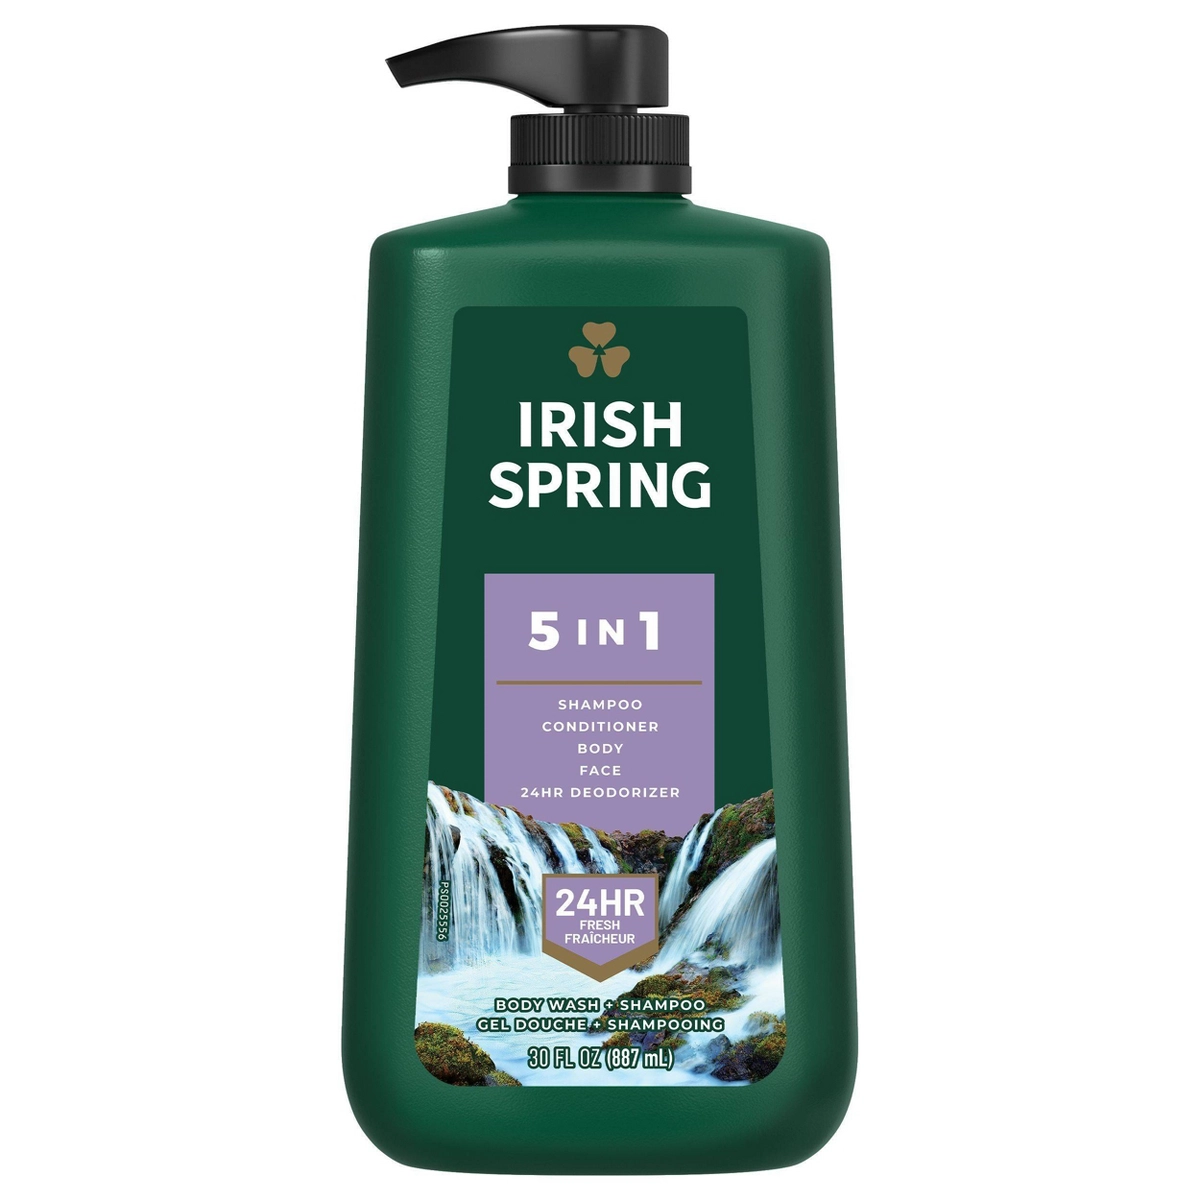 IRISH
SPRING
5 IN 1
SHAMPOO
CONDITIONER
BODY
FACE
24HR DEODORIZER
PS0025556
24HR
FRESH
FRAÎCHEUR
BODY WASH + SHAMPOO
GEL DOUCHE + SHAMPOOING
30 FL OZ (887 mL)